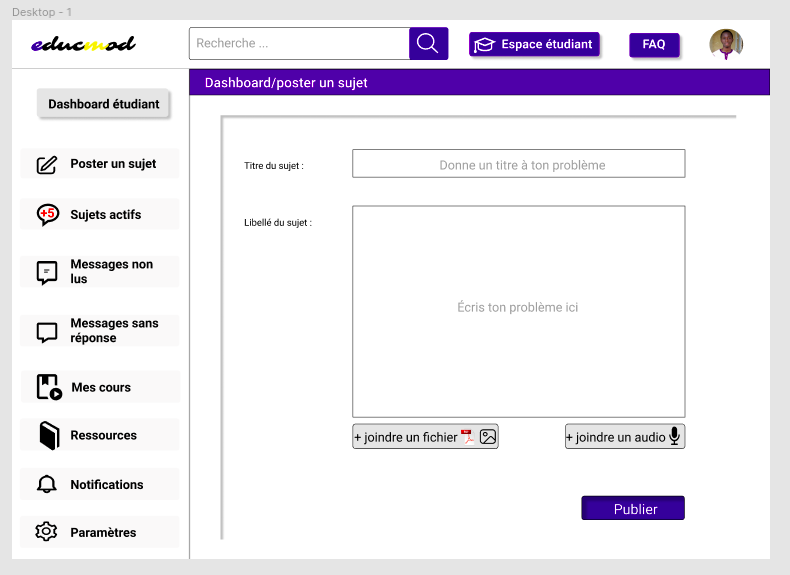 Desktop - 1
educmod
Recherche ...
Espace étudiant
FAQ
Dashboard/poster un sujet
Dashboard étudiant
Poster un sujet
+5
Sujets actifs
Messages non
lus
Messages sans
réponse
Mes cours
Ressources
Notifications
Paramètres
Titre du sujet :
Donne un titre à ton problème
Libellé du sujet :
Écris ton problème ici
+ joindre un fichier
+ joindre un audio
Publier